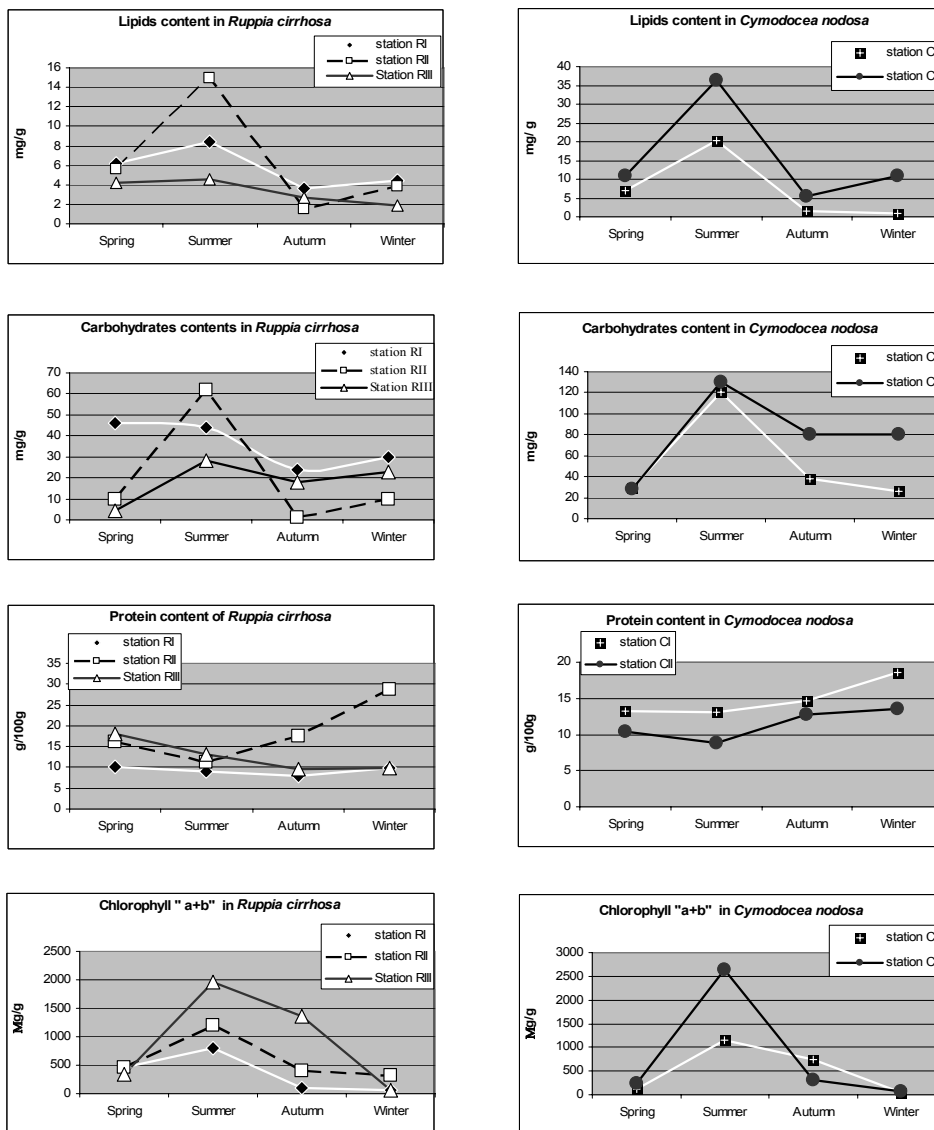 Lipids content in Ruppia cirrhosa
station RI
station RII
Station RIII
16
14
12
10
8
6
4
2
0
mg/g
Spring Summer Autumn Winter
Lipids content in Cymodocea nodosa
station C
station C
40
35
30
25
20
15
10
5
0
mg/ g
Spring Summer Autumn Winter
Carbohydrates contents in Ruppia cirrhosa
station RI
station RII
Station RIII
70
60
50
40
30
20
10
0
mg/g
Spring Summer Autumn Winter
Carbohydrates content in Cymodocea nodosa
station C
station C
140
120
100
80
60
40
20
0
mg/g
Spring Summer Autumn Winter
Protein content of Ruppia cirrhosa
station RI
station RII
Station RIII
35
30
25
20
15
10
5
0
g/100g
Spring Summer Autumn Winter
Protein content in Cymodocea nodosa
station CI
station CII
20
15
10
5
0
g/100g
Spring Summer Autumn Winter
Chlorophyll " a+b" in Ruppia cirrhosa
station RI
station RII
Station RIII
2500
2000
1500
1000
500
0
Mg/g
Spring Summer Autumn Winter
Chlorophyll "a+b" in Cymodocea nodosa
station C
station C
3000
2500
2000
1500
1000
500
0
Mg/g
Spring Summer Autumn Winter